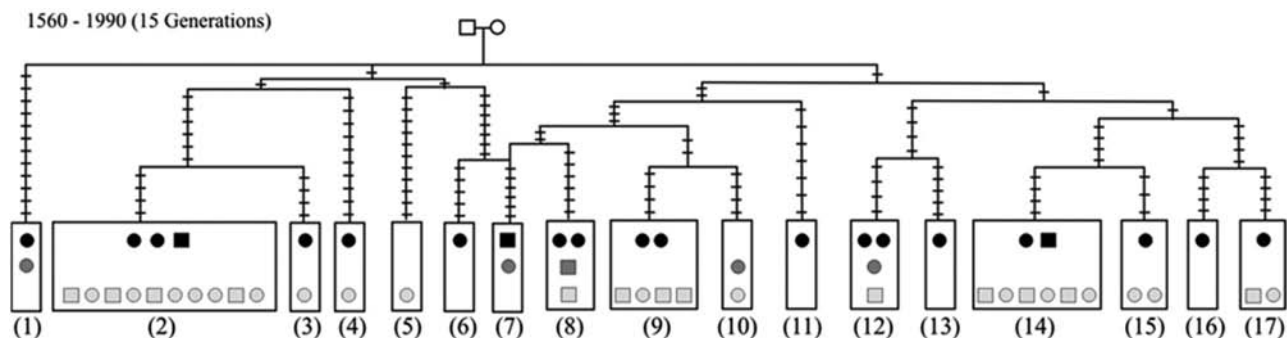 1560 - 1990 (15 Generations)
(1) (2) (3) (4) (5) (6) (7) (8) (9) (10) (11) (12) (13) (14) (15) (16) (17)